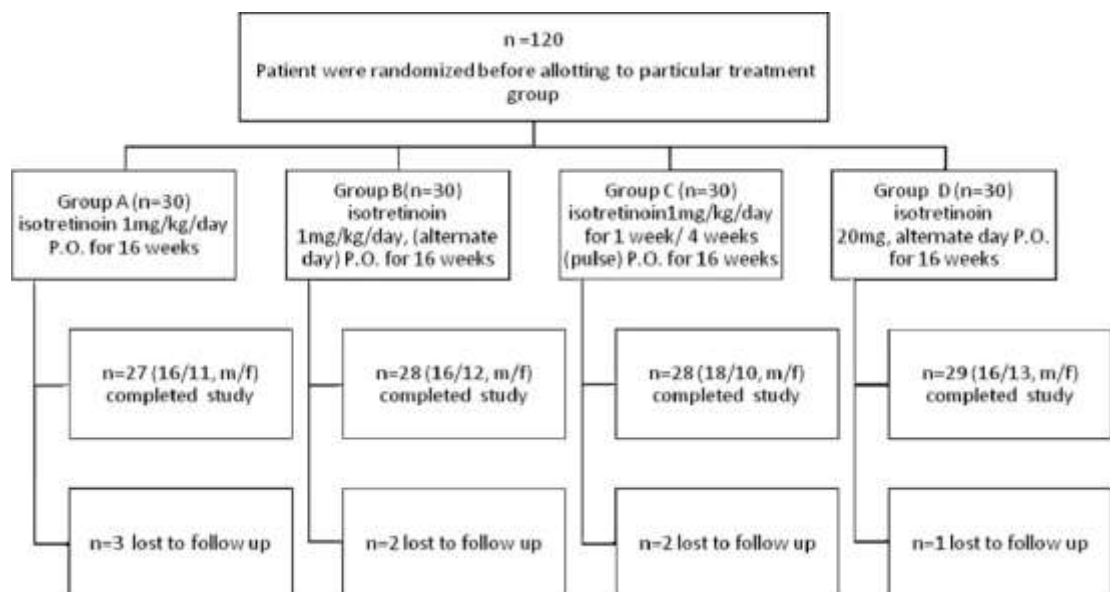 n =120
Patient were randomized before allotting to particular treatment
group
Group A (n=30)
isotretinoin 1mg/kg/day
P.O. for 16 weeks
Group B(n=30)
isotretinoin
1mg/kg/day, (alternate
day) P.O. for 16 weeks
Group C (n=30)
isotretinoin1mg/kg/day
for 1 week/ 4 weeks
(pulse) P.O. for 16 weeks
Group D (n=30)
isotretinoin
20mg, alternate day P.O.
for 16 weeks
n=27 (16/11, m/f)
completed study
n=28 (16/12, m/f)
completed study
n=28 (18/10, m/f)
completed study
n=29 (16/13, m/f)
completed study
n=3 lost to follow up
n=2 lost to follow up
n=2 lost to follow up
n=1 lost to follow up